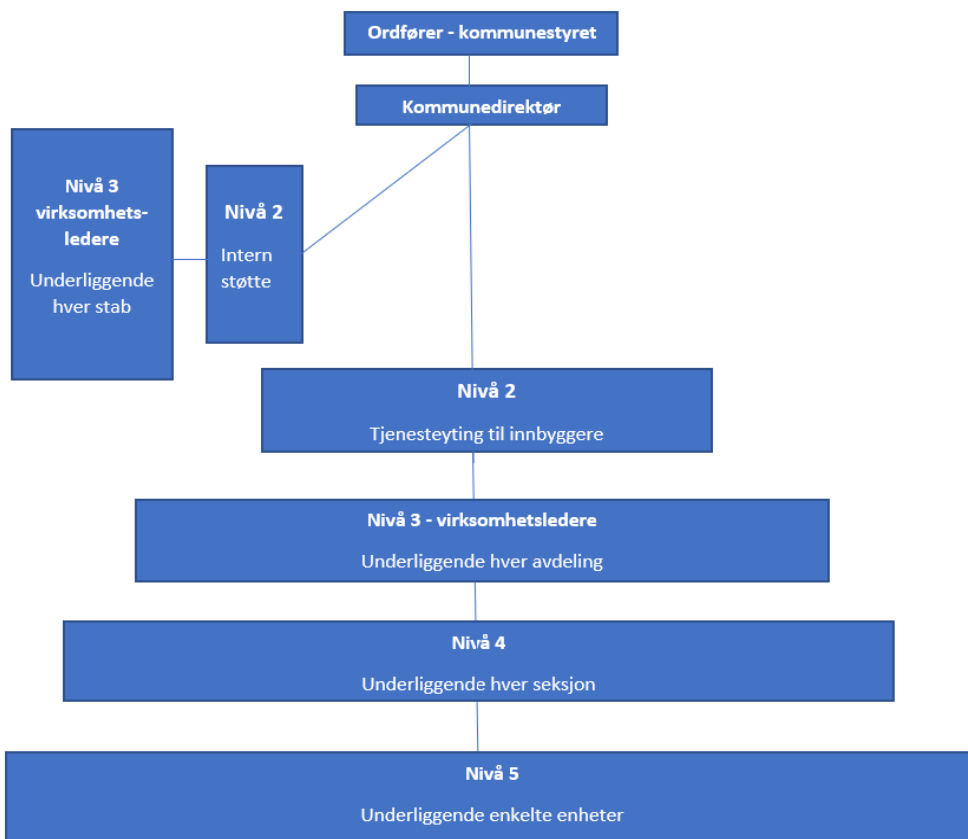 Ordfører - kommunestyret
Kommunedirektør
Nivå 3
virksomhets-
ledere
Underliggende
hver stab
Nivå 2
Intern
støtte
Nivå 2
Tjenesteyting til innbyggere
Nivå 3 - virksomhetsledere
Underliggende hver avdeling
Nivå 4
Underliggende hver seksjon
Nivå 5
Underliggende enkelte enheter